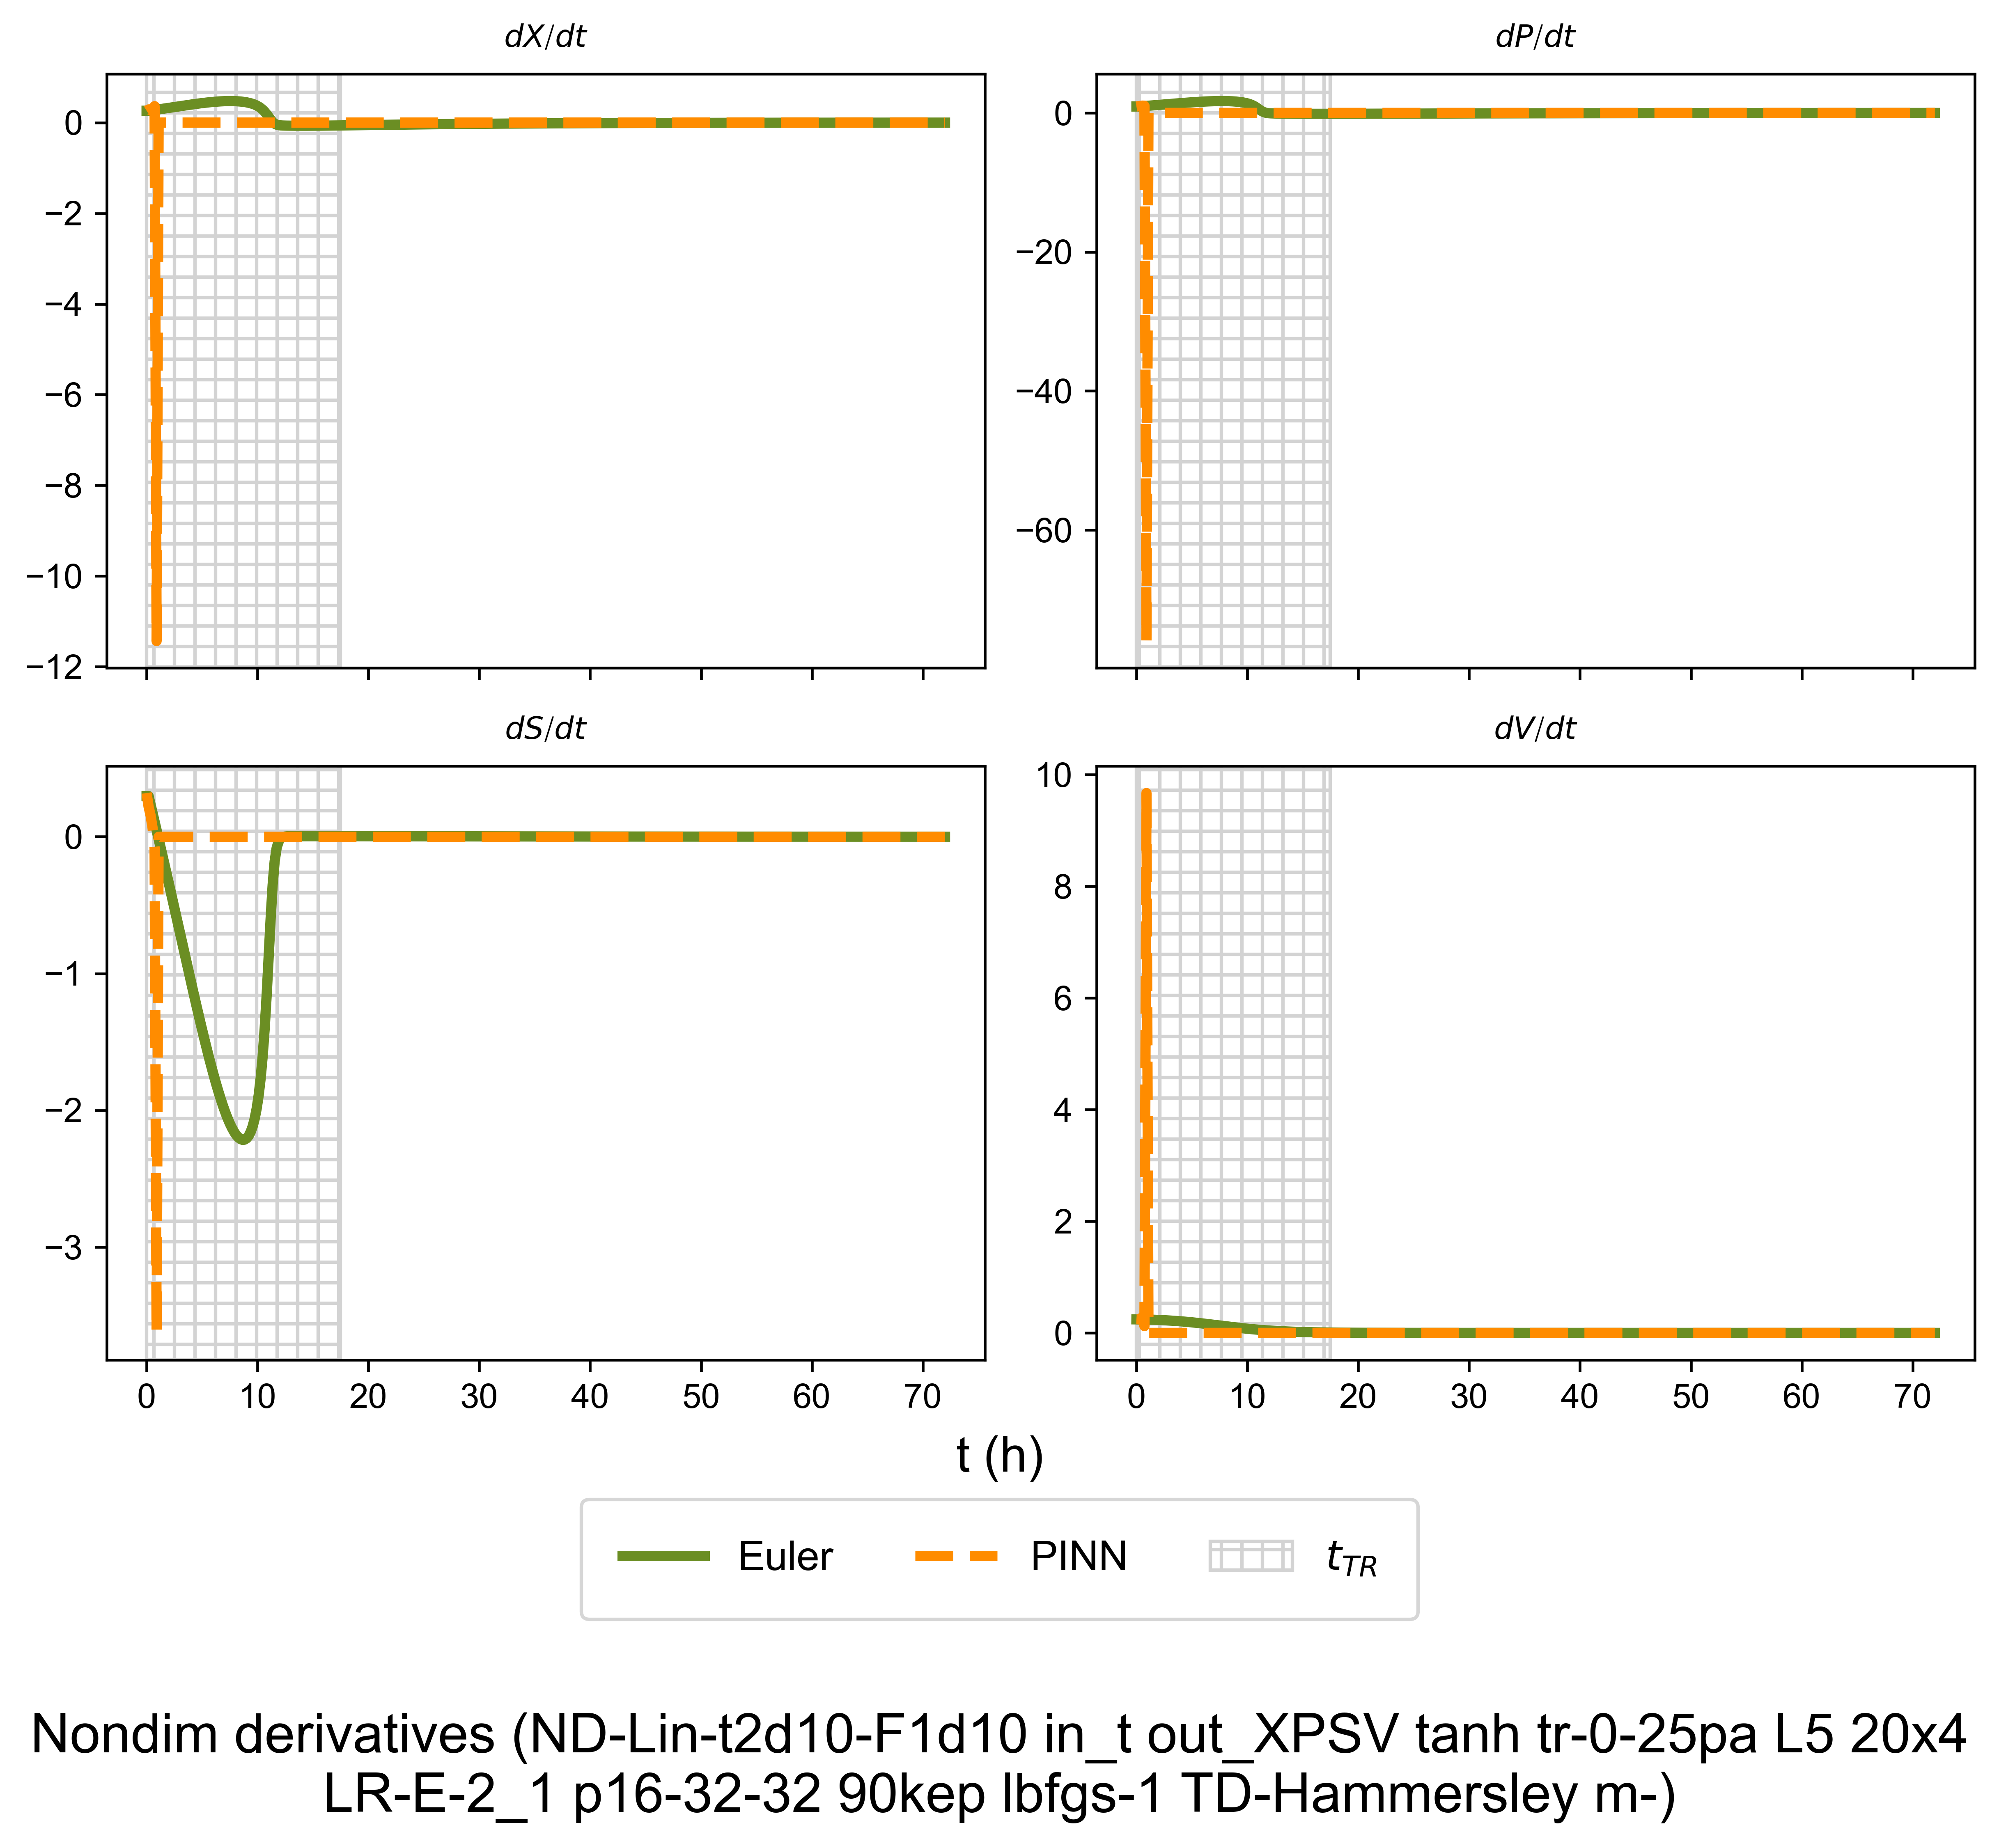 dX/dt
dP/dt
0
−2
−4
−6
−8
−10
−12
0
−20
−40
−60
dS/dt
dV/dt
0
−1
−2
−3
10
8
6
4
2
0
0 10 20 30 40 50 60 70
0 10 20 30 40 50 60 70
t (h)
Euler PINN t_TR
Nondim derivatives (ND-Lin-t2d10-F1d10 in_t out_XPSV tanh tr-0-25pa L5 20x4
LR-E-2_1 p16-32-32 90kep lbfgs-1 TD-Hammersley m-)